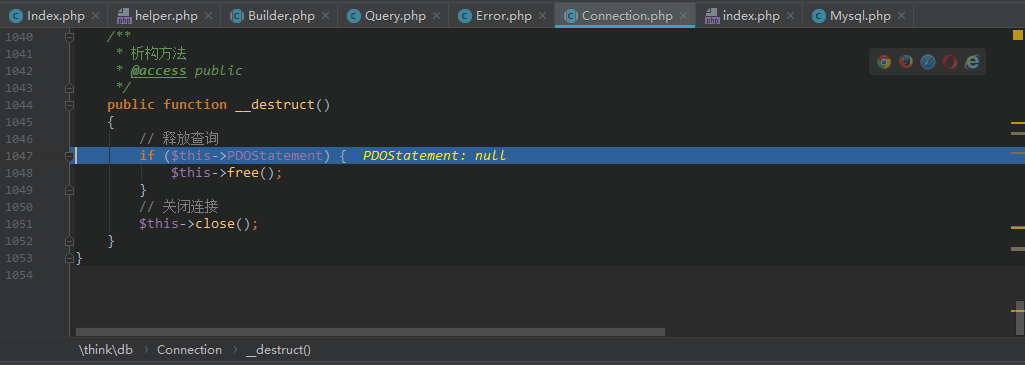 Index.php × helper.php × Builder.php × Query.php × Error.php × Connection.php × index.php × Mysql.php ×
1040 /**
1041 * 析构方法
1042 * @access public
1043 */
1044 public function __destruct()
1045 {
1046 // 释放查询
1047 if ($this->PDOStatement) { PDOStatement: null
1048 $this->free();
1049 }
1050 // 关闭连接
1051 $this->close();
1052 }
1053 }
1054
\think\db › Connection › __destruct()